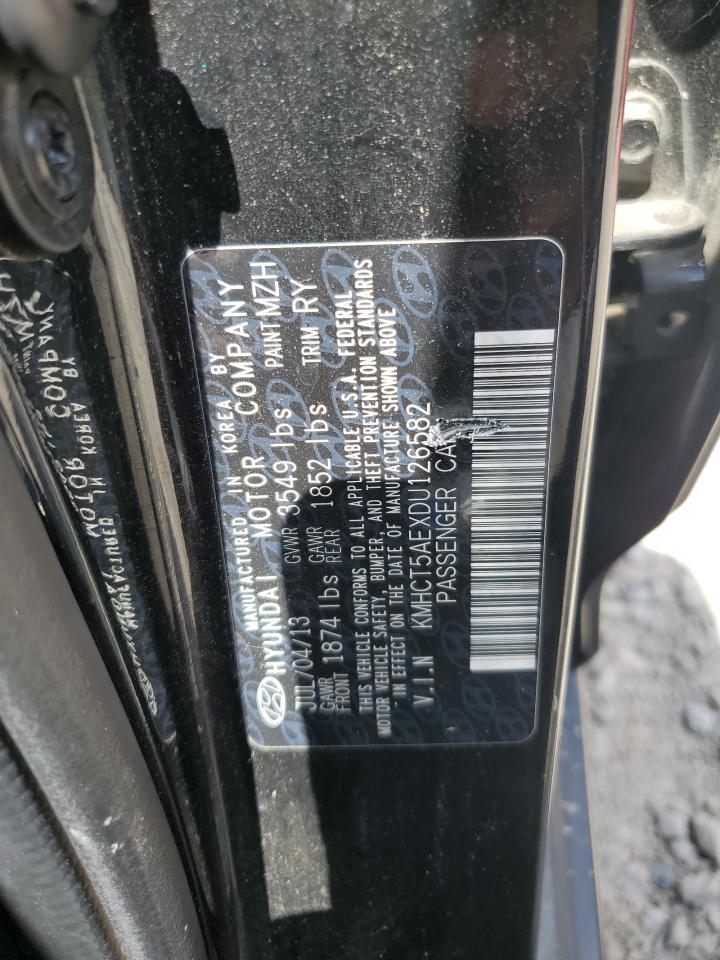 MANUFACTURED IN KOREA BY
HYUNDAI MOTOR COMPANY
JUL/04/13 GVWR 3549 lbs PAINT MZH
GAWR FRONT 1874 lbs GAWR REAR 1852 lbs TRIM RY
THIS VEHICLE CONFORMS TO ALL APPLICABLE U.S.A. FEDERAL
MOTOR VEHICLE SAFETY, BUMPER, AND THEFT PREVENTION STANDARDS
IN EFFECT ON THE DATE OF MANUFACTURE SHOWN ABOVE
V.I.N KMHCT5AEXDU126582
PASSENGER CAR